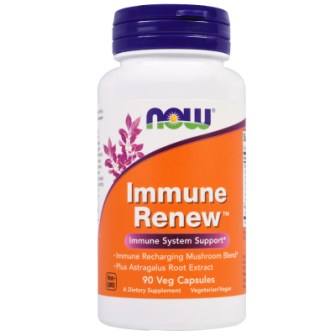 NOW
Immune
Renew™
Immune System Support*
• Immune Recharging Mushroom Blend*
• Plus Astragalus Root Extract
90 Veg Capsules
A Dietary Supplement Vegetarian/Vegan